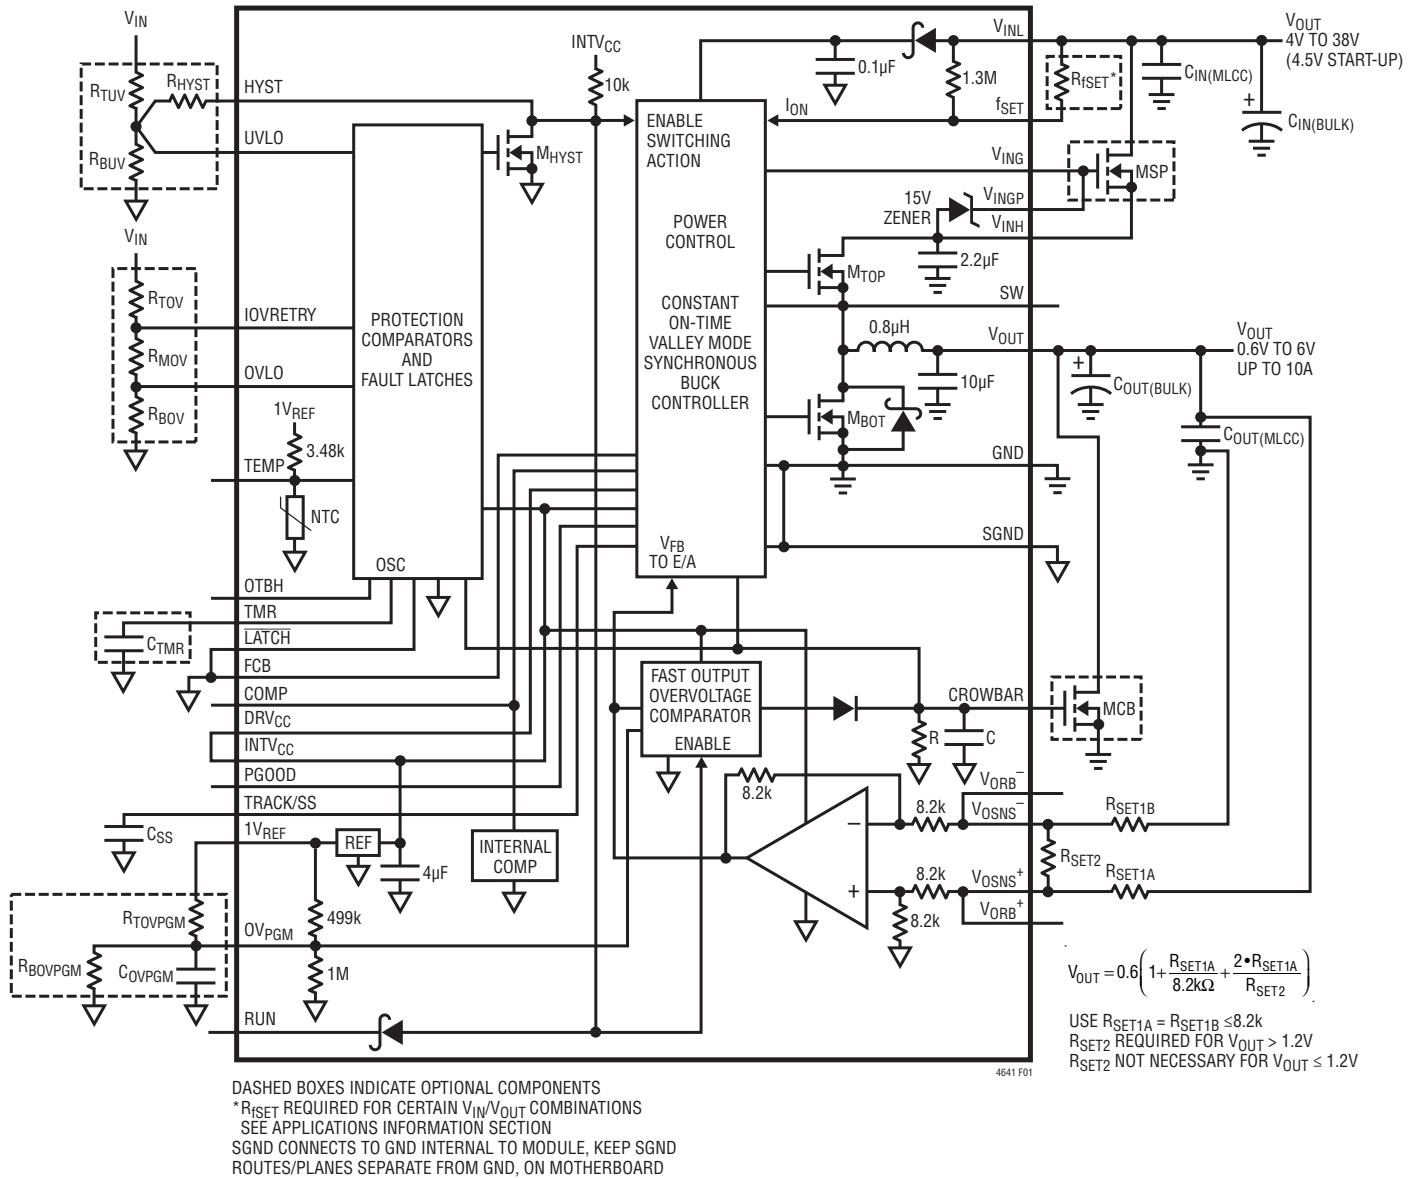 VIN
RTUV
RHYST
RBUV
HYST
UVLO
VIN
RTOV
RMOV
RBOV
IOVRETRY
OVLO
1VREF
3.48k
TEMP
NTC
OTBH
TMR
CTMR
LATCH
FCB
COMP
DRVCC
INTVCC
PGOOD
TRACK/SS
CSS
1VREF
REF
4µF
RTOVPGM
RBOVPGM
COVPGM
499k
OVPGM
1M
RUN
PROTECTION
COMPARATORS
AND
FAULT LATCHES
OSC
INTVCC
10k
MHYST
ENABLE
SWITCHING
ACTION
POWER
CONTROL
CONSTANT
ON-TIME
VALLEY MODE
SYNCHRONOUS
BUCK
CONTROLLER
VFB
TO E/A
0.1µF
1.3M
ION
VINL
fSET
VING
15V
ZENER
VINGP
VINH
2.2µF
MTOP
SW
0.8µH
VOUT
10µF
MBOT
GND
SGND
RfSET*
CIN(MLCC)
CIN(BULK)
VOUT
4V TO 38V
(4.5V START-UP)
MSP
VOUT
0.6V TO 6V
UP TO 10A
COUT(BULK)
COUT(MLCC)
FAST OUTPUT
OVERVOLTAGE
COMPARATOR
ENABLE
CROWBAR
R
C
MCB
INTERNAL
COMP
8.2k
8.2k
8.2k
8.2k
−
+
VORB−
VOSNS−
VOSNS+
VORB+
RSET1B
RSET2
RSET1A
VOUT = 0.6(1+ RSET1A/8.2kΩ + 2•RSET1A/RSET2)
USE RSET1A = RSET1B ≤8.2k
RSET2 REQUIRED FOR VOUT > 1.2V
RSET2 NOT NECESSARY FOR VOUT ≤ 1.2V
4641 F01
DASHED BOXES INDICATE OPTIONAL COMPONENTS
*RfSET REQUIRED FOR CERTAIN VIN/VOUT COMBINATIONS
SEE APPLICATIONS INFORMATION SECTION
SGND CONNECTS TO GND INTERNAL TO MODULE, KEEP SGND
ROUTES/PLANES SEPARATE FROM GND, ON MOTHERBOARD